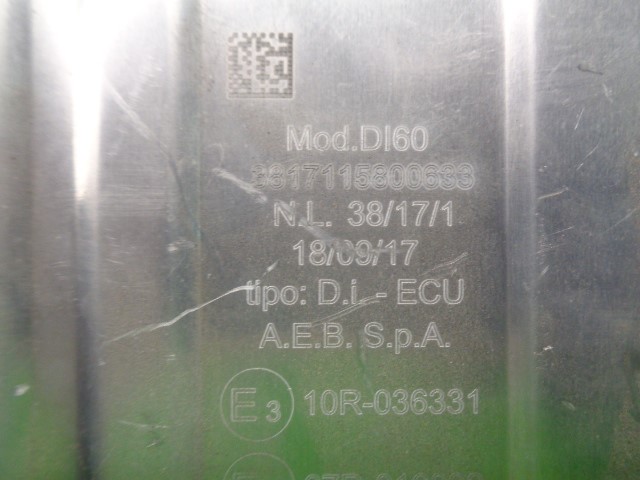 Mod.DI60
N.L. 38/17/1
18/09/17
tipo: D.i. - ECU
A.E.B. S.p.A.
E3 10R-036331